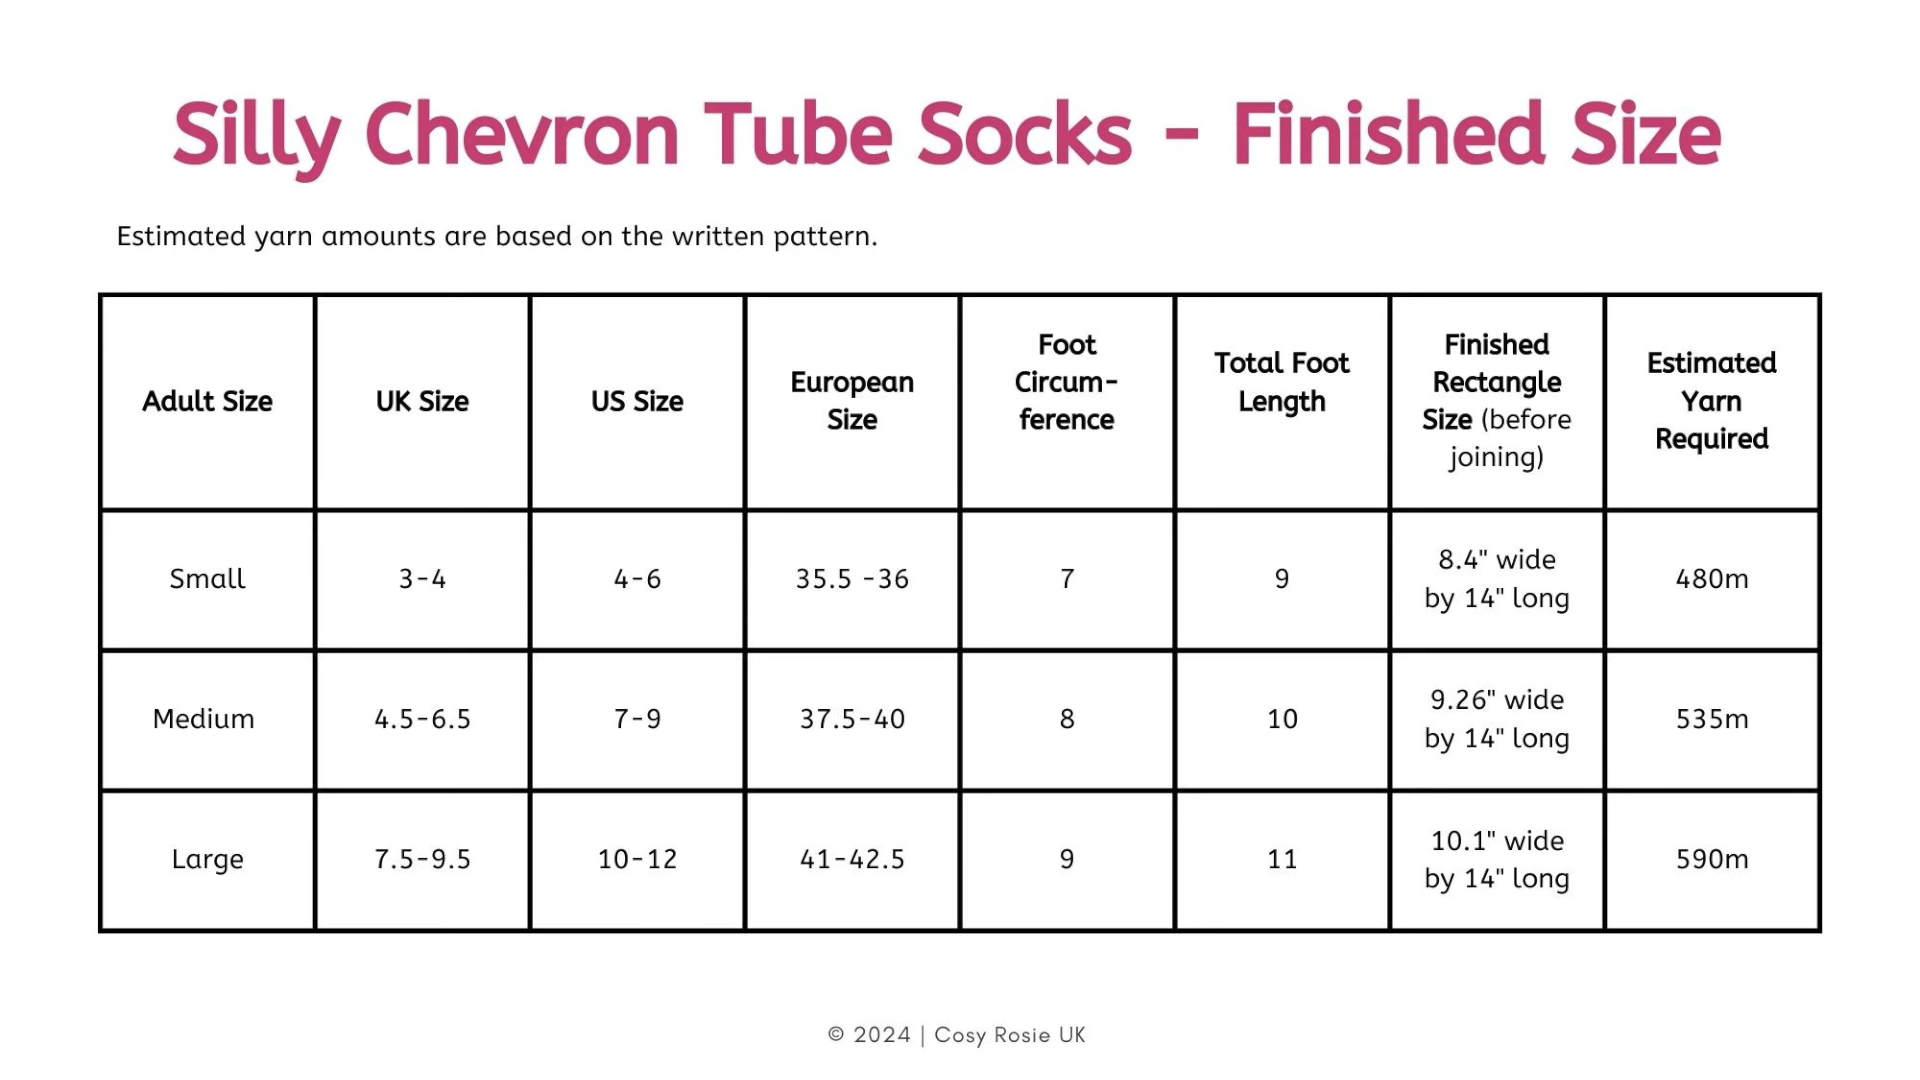 Silly Chevron Tube Socks - Finished Size
Estimated yarn amounts are based on the written pattern.
Adult Size
UK Size
US Size
European
Size
Foot
Circum-
ference
Total Foot
Length
Finished
Rectangle
Size (before
joining)
Estimated
Yarn
Required
Small
3-4
4-6
35.5 -36
7
9
8.4" wide
by 14" long
480m
Medium
4.5-6.5
7-9
37.5-40
8
10
9.26" wide
by 14" long
535m
Large
7.5-9.5
10-12
41-42.5
9
11
10.1" wide
by 14" long
590m
© 2024 | Cosy Rosie UK